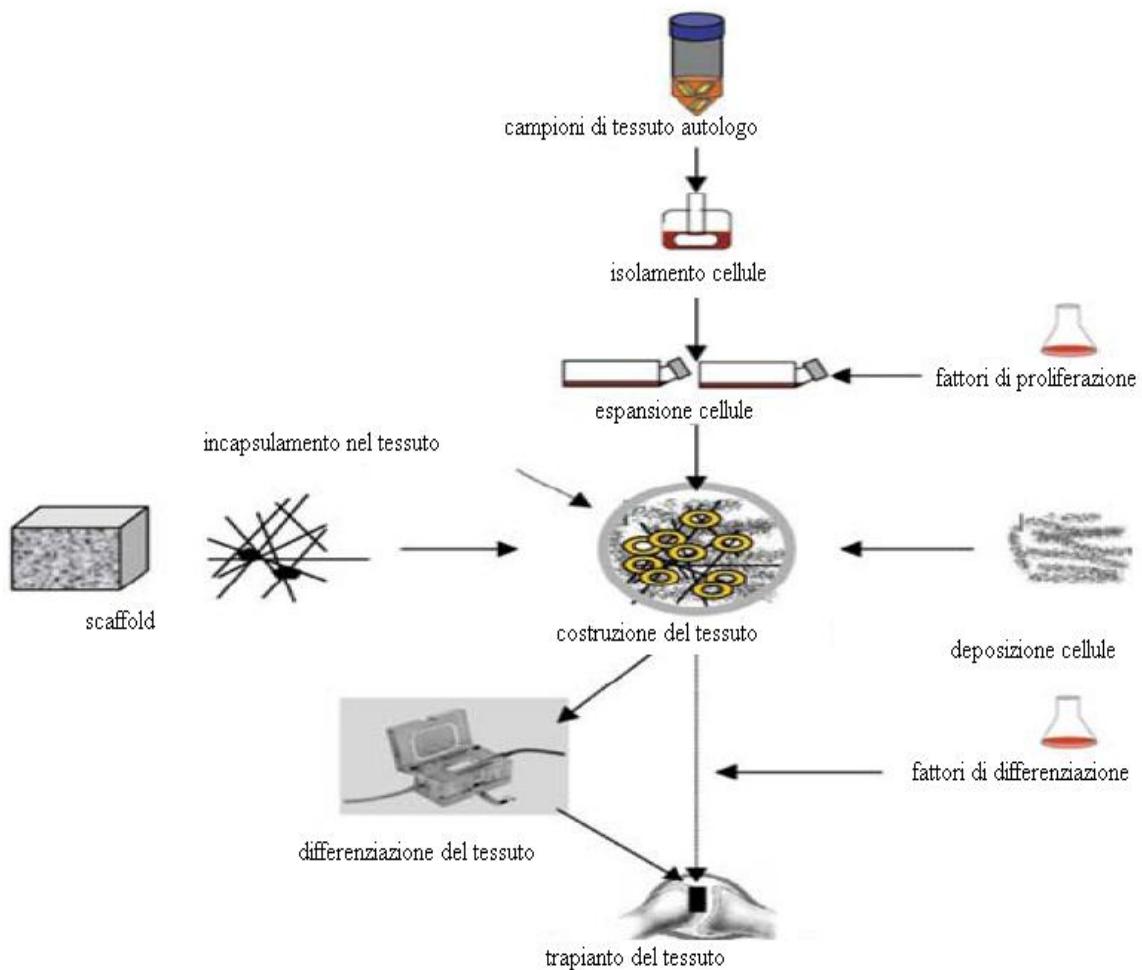 campioni di tessuto autologo
isolamento cellule
fattori di proliferazione
espansione cellule
incapsulamento nel tessuto
scaffold
costruzione del tessuto
deposizione cellule
fattori di differenziazione
differenziazione del tessuto
trapianto del tessuto